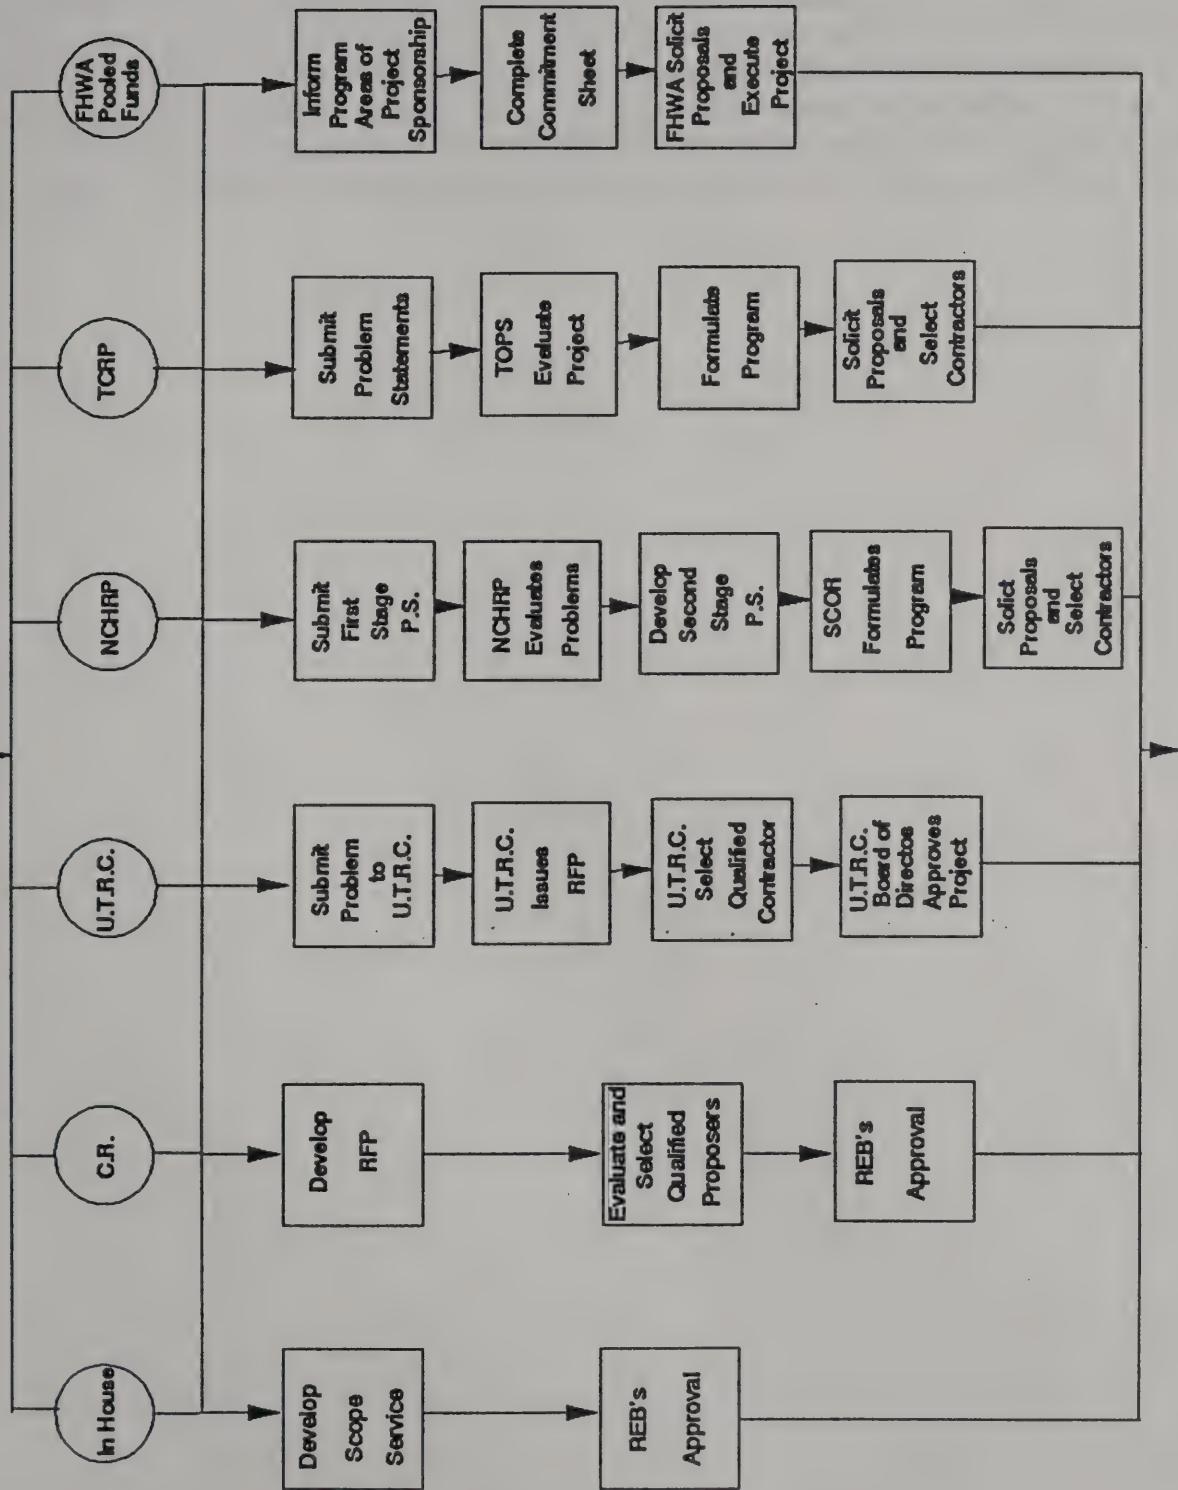 In House
C.R.
U.T.R.C.
NCHRP
TCRP
FHWA
Pooled
Funds
Develop
Scope
Service
REB's
Approval
Develop
RFP
Evaluate and
Select
Qualified
Proposers
REB's
Approval
Submit
Problem
to
U.T.R.C.
U.T.R.C.
Issues
RFP
U.T.R.C.
Select
Qualified
Contractor
U.T.R.C.
Board of
Directos
Approves
Project
Submit
First
Stage
P.S.
NCHRP
Evaluates
Problems
Develop
Second
Stage
P.S.
SCOR
Formulates
Program
Solict
Proposals
and
Select
Contractors
Submit
Problem
Statements
TOPS
Evaluate
Project
Formulate
Program
Solicit
Proposals
and
Select
Contractors
Inform
Program
Areas of
Project
Sponsorship
Complete
Commitment
Sheet
FHWA Solicit
Proposals
and
Execute
Project